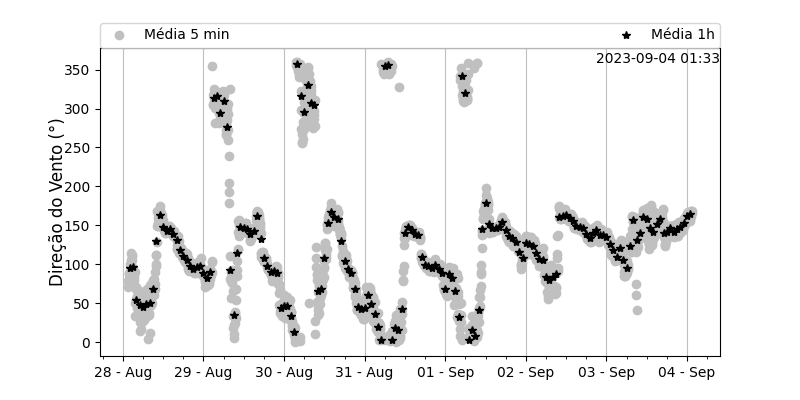 Média 5 min
Média 1h
2023-09-04 01:33
Direção do Vento (°)
350
300
250
200
150
100
50
0
28 - Aug
29 - Aug
30 - Aug
31 - Aug
01 - Sep
02 - Sep
03 - Sep
04 - Sep